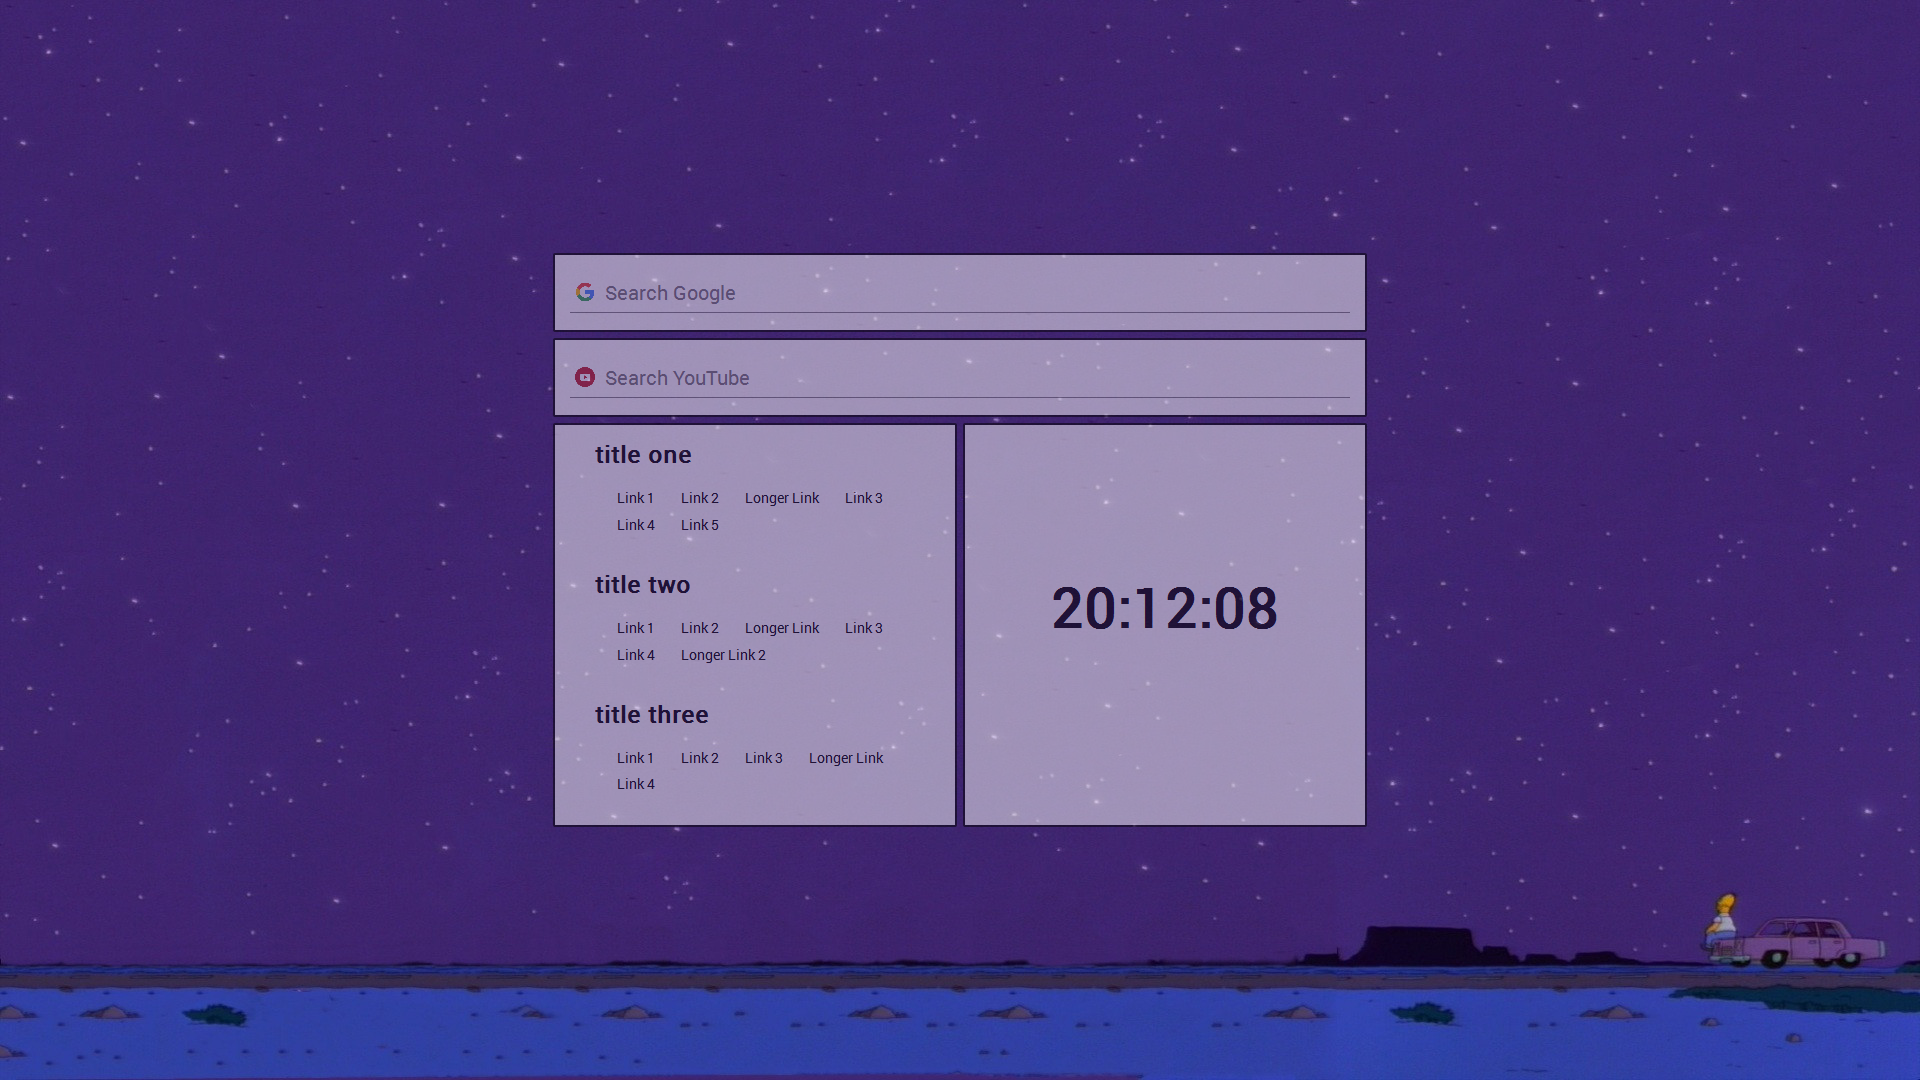 Search Google
Search YouTube
title one
Link 1 Link 2 Longer Link Link 3
Link 4 Link 5
title two
Link 1 Link 2 Longer Link Link 3
Link 4 Longer Link 2
title three
Link 1 Link 2 Link 3 Longer Link
Link 4
20:12:08